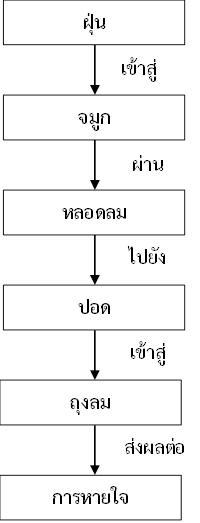 ฝุ่น
เข้าสู่
จมูก
ผ่าน
หลอดลม
ไปยัง
ปอด
เข้าสู่
ถุงลม
ส่งผลต่อ
การหายใจ